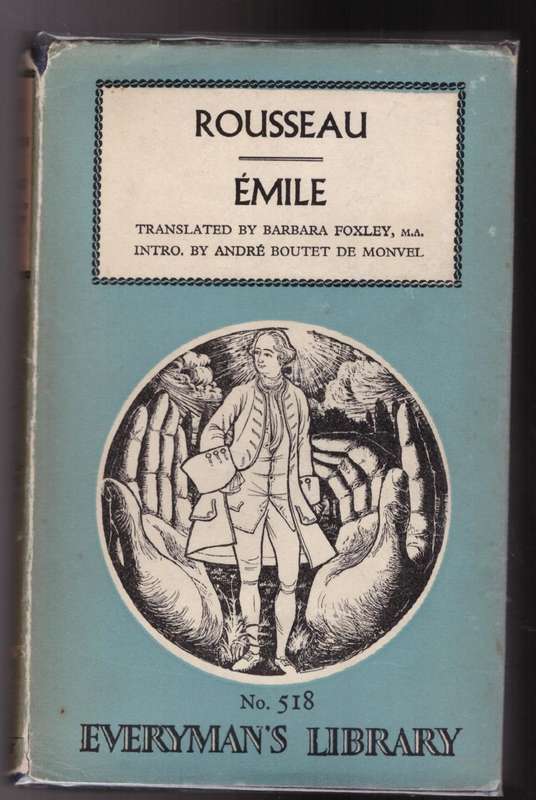 ROUSSEAU
ÉMILE
TRANSLATED BY BARBARA FOXLEY, M.A.
INTRO. BY ANDRÉ BOUTET DE MONVEL
No. 518
EVERYMAN'S LIBRARY